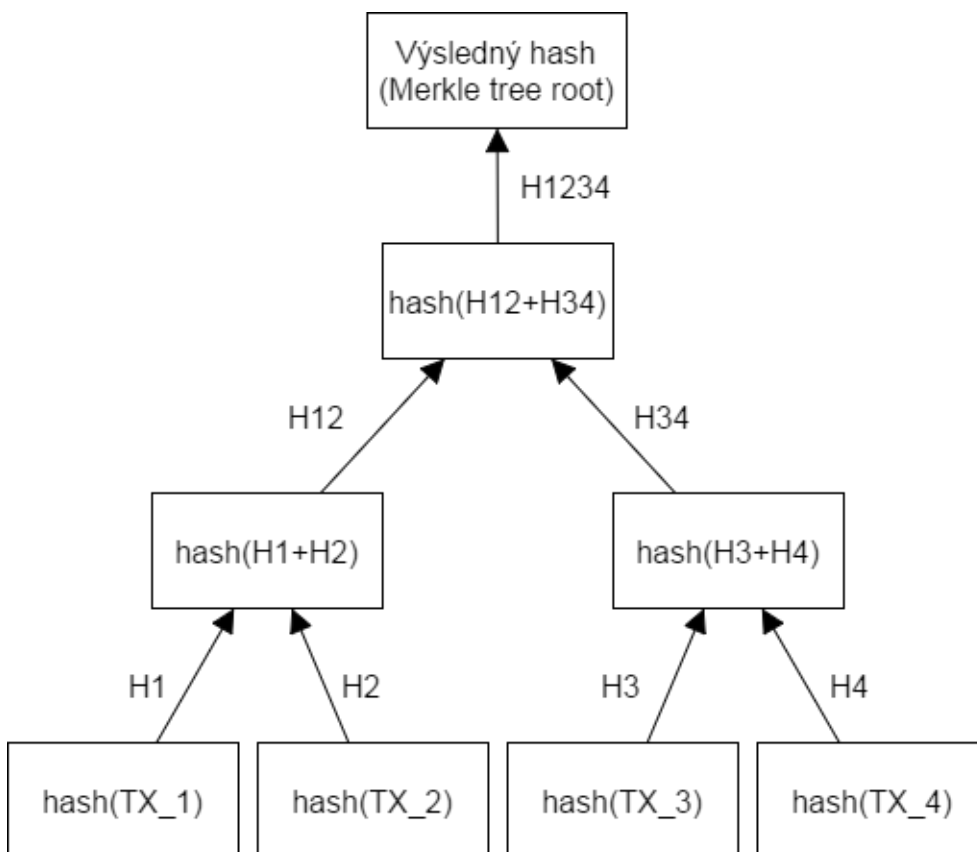 Výsledný hash
(Merkle tree root)
H1234
hash(H12+H34)
H12
H34
hash(H1+H2)
hash(H3+H4)
H1
H2
H3
H4
hash(TX_1)
hash(TX_2)
hash(TX_3)
hash(TX_4)